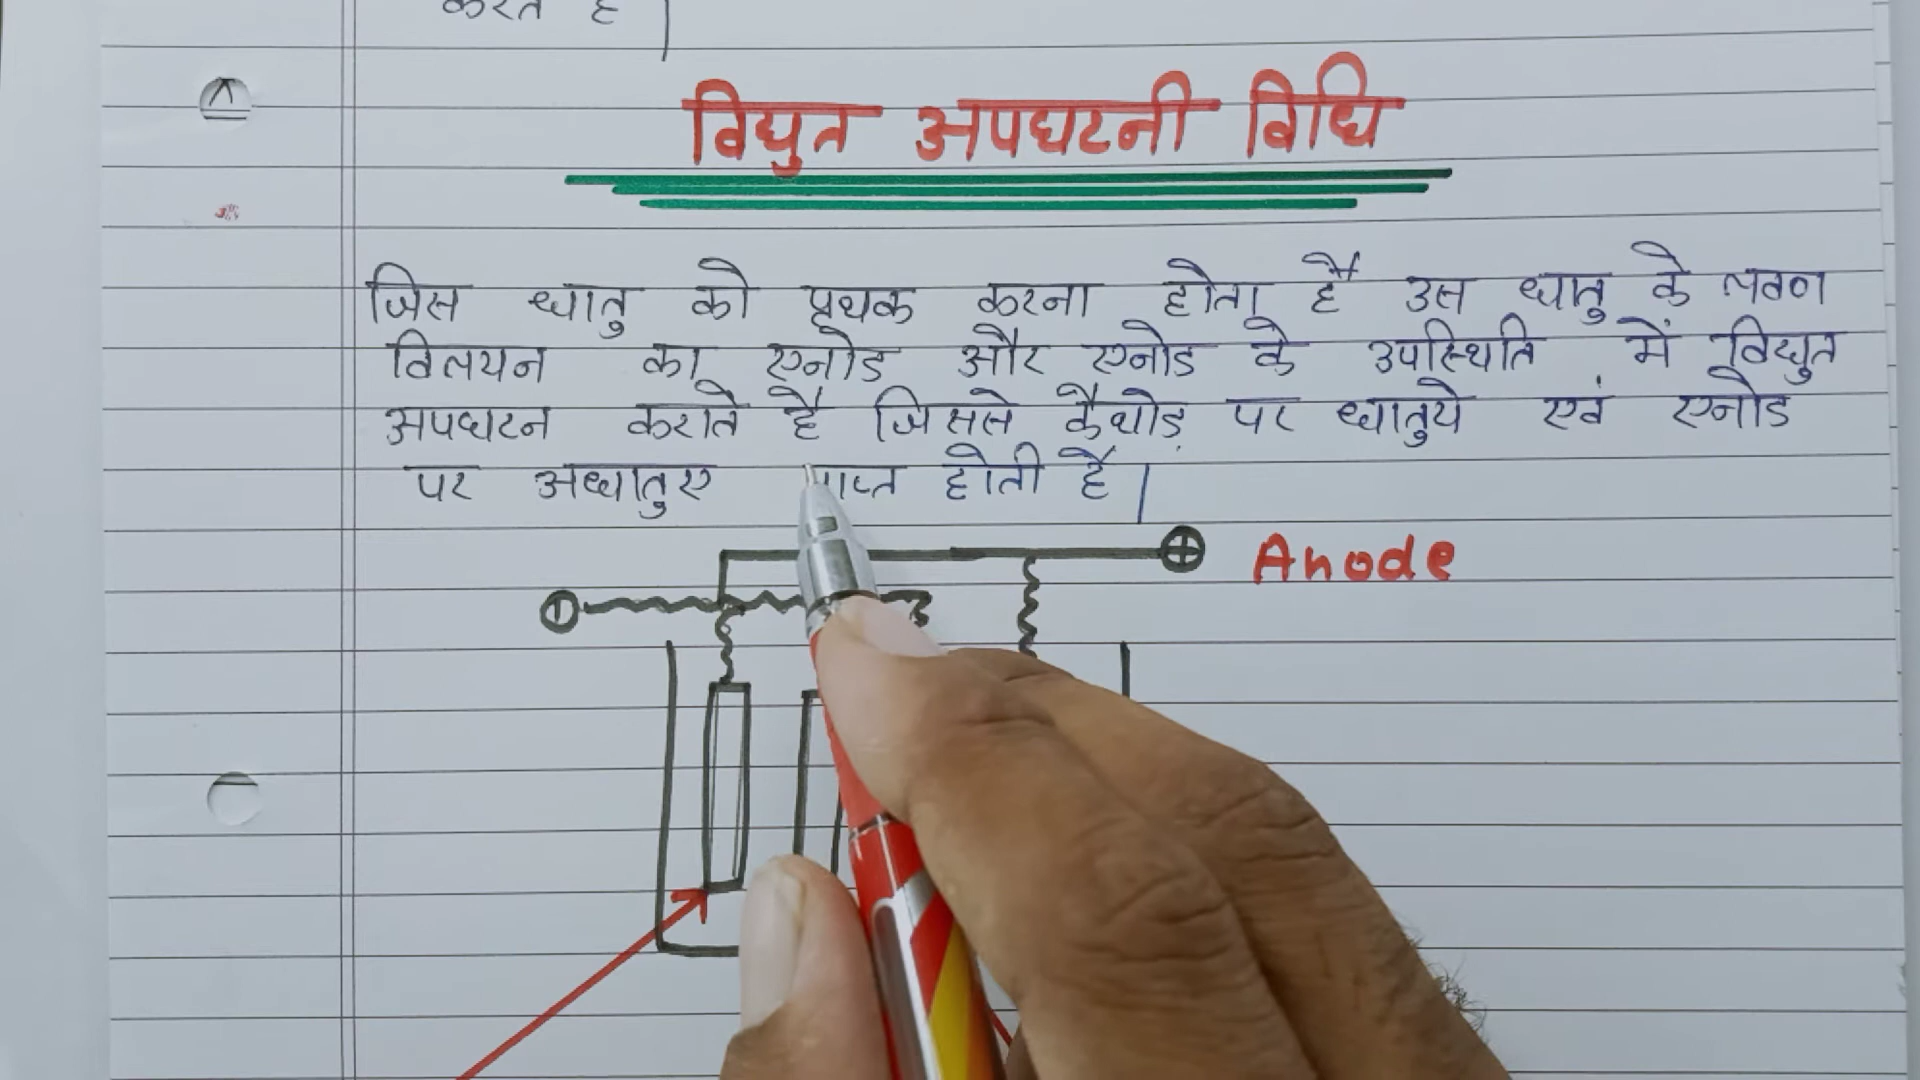 करते है |
विद्युत अपघटनी विधि
जिस धातु को पृथक करना होता है उस धातु के लवण
विलयन का एनोड और एनोड के उपस्थिति में विद्युत
अपघटन कराते है जिससे कैथोड़ पर धातुये एवं एनोड
पर अधातुए प्राप्त होती है |
Anode